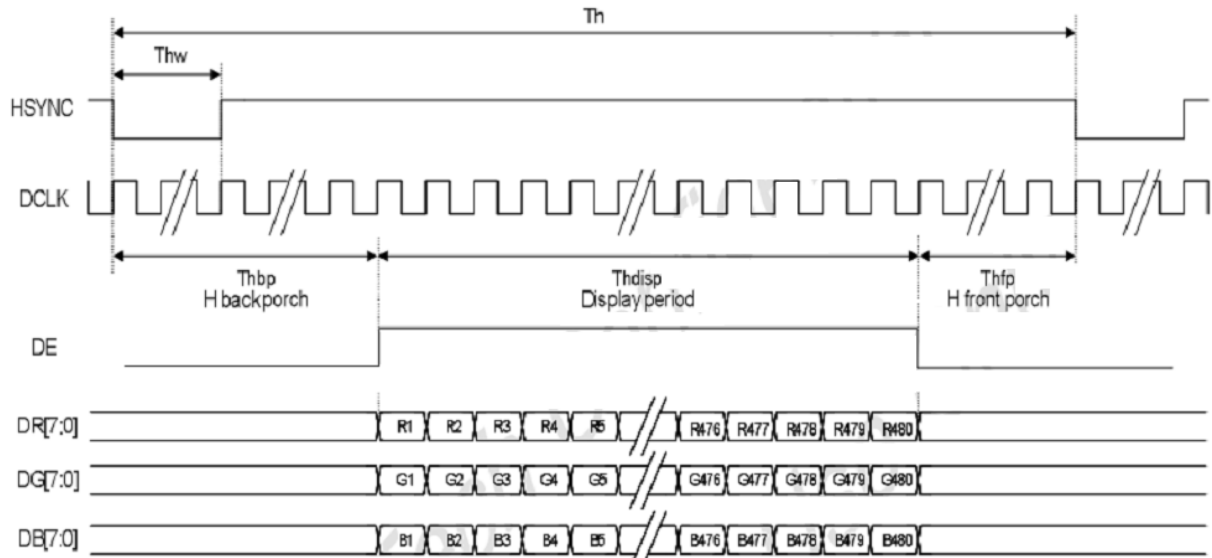 Th
Thw
HSYNC
DCLK
Thbp Thdisp Thfp
H backporch Display period H front porch
DE
DR[7:0] R1 R2 R3 R4 R5 R476 R477 R478 R479 R480
DG[7:0] G1 G2 G3 G4 G5 G476 G477 G478 G479 G480
DB[7:0] B1 B2 B3 B4 B5 B476 B477 B478 B479 B480